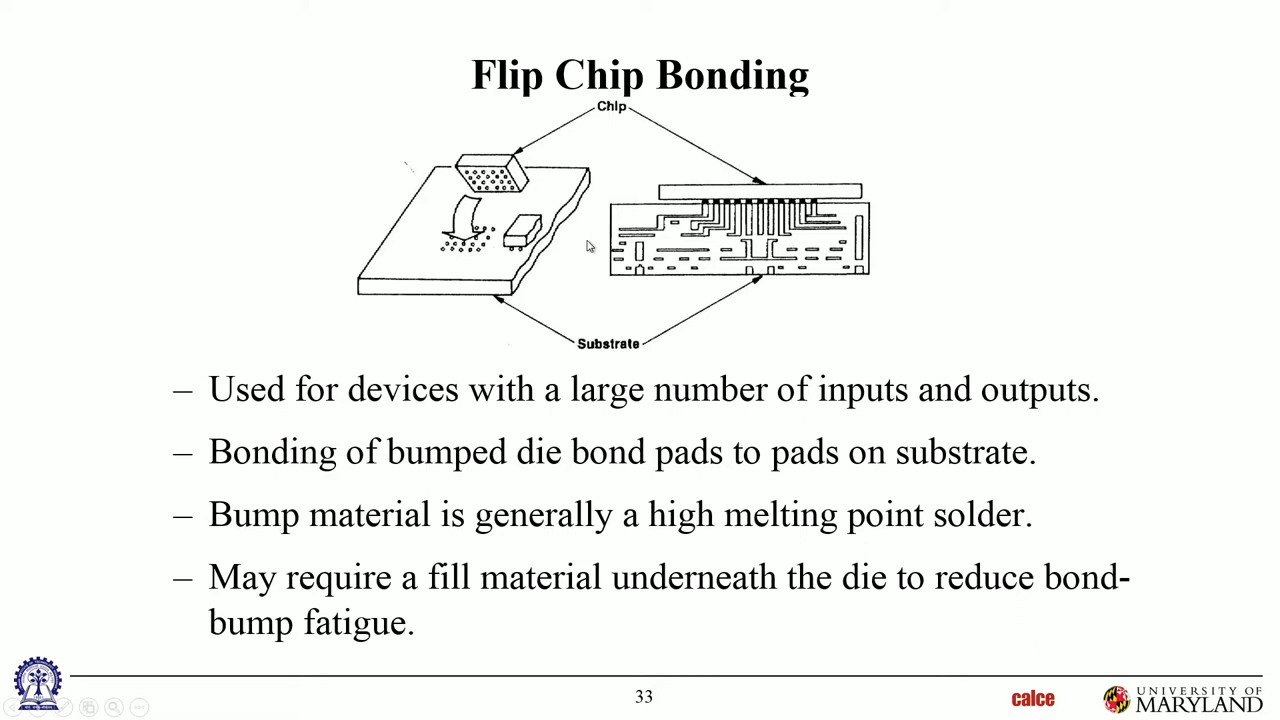 Flip Chip Bonding
Chip
Substrate
– Used for devices with a large number of inputs and outputs.
– Bonding of bumped die bond pads to pads on substrate.
– Bump material is generally a high melting point solder.
– May require a fill material underneath the die to reduce bond-
bump fatigue.
33
calce
UNIVERSITY OF
MARYLAND